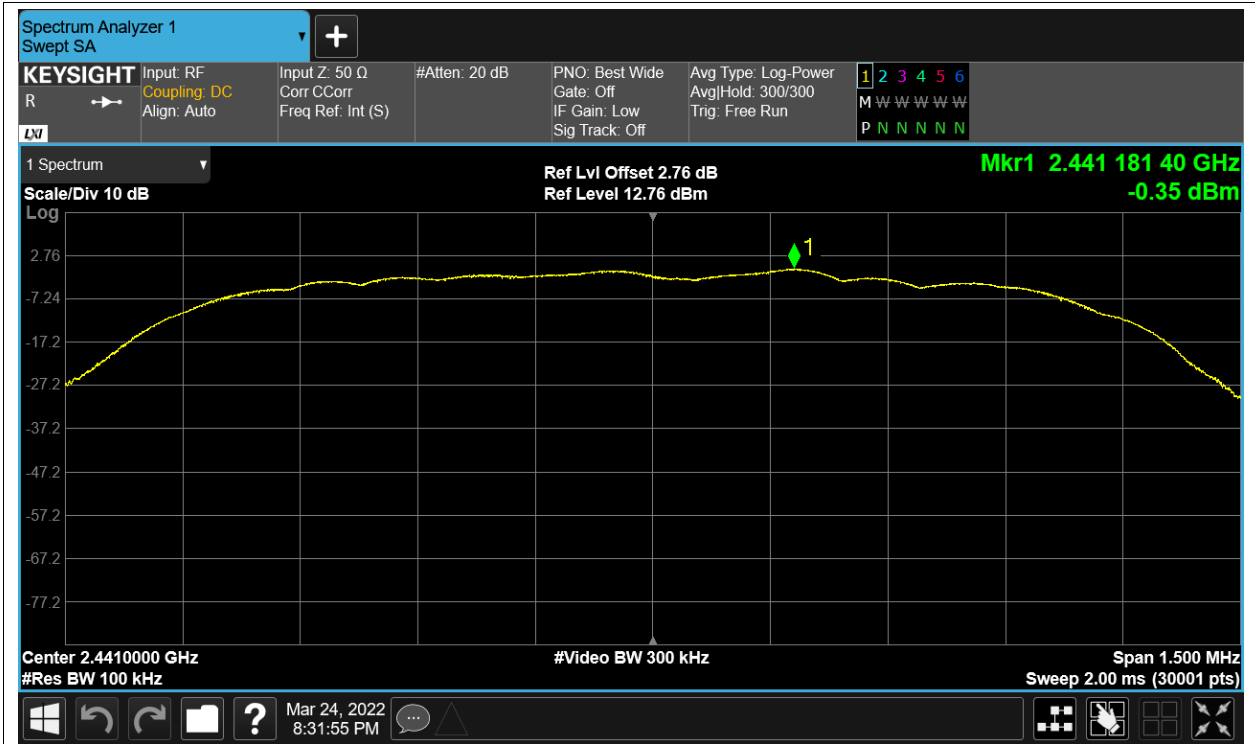 Spectrum Analyzer 1
Swept SA
KEYSIGHT
R
LXI
Input: RF
Coupling: DC
Align: Auto
Input Z: 50 Ω
Corr CCorr
Freq Ref: Int (S)
#Atten: 20 dB
PNO: Best Wide
Gate: Off
IF Gain: Low
Sig Track: Off
Avg Type: Log-Power
Avg|Hold: 300/300
Trig: Free Run
1 2 3 4 5 6
M W W W W W
P N N N N N
1 Spectrum
Scale/Div 10 dB
Log
Ref Lvl Offset 2.76 dB
Ref Level 12.76 dBm
Mkr1 2.441 181 40 GHz
-0.35 dBm
1
2.76
-7.24
-17.2
-27.2
-37.2
-47.2
-57.2
-67.2
-77.2
Center 2.4410000 GHz
#Res BW 100 kHz
#Video BW 300 kHz
Span 1.500 MHz
Sweep 2.00 ms (30001 pts)
?
Mar 24, 2022
8:31:55 PM